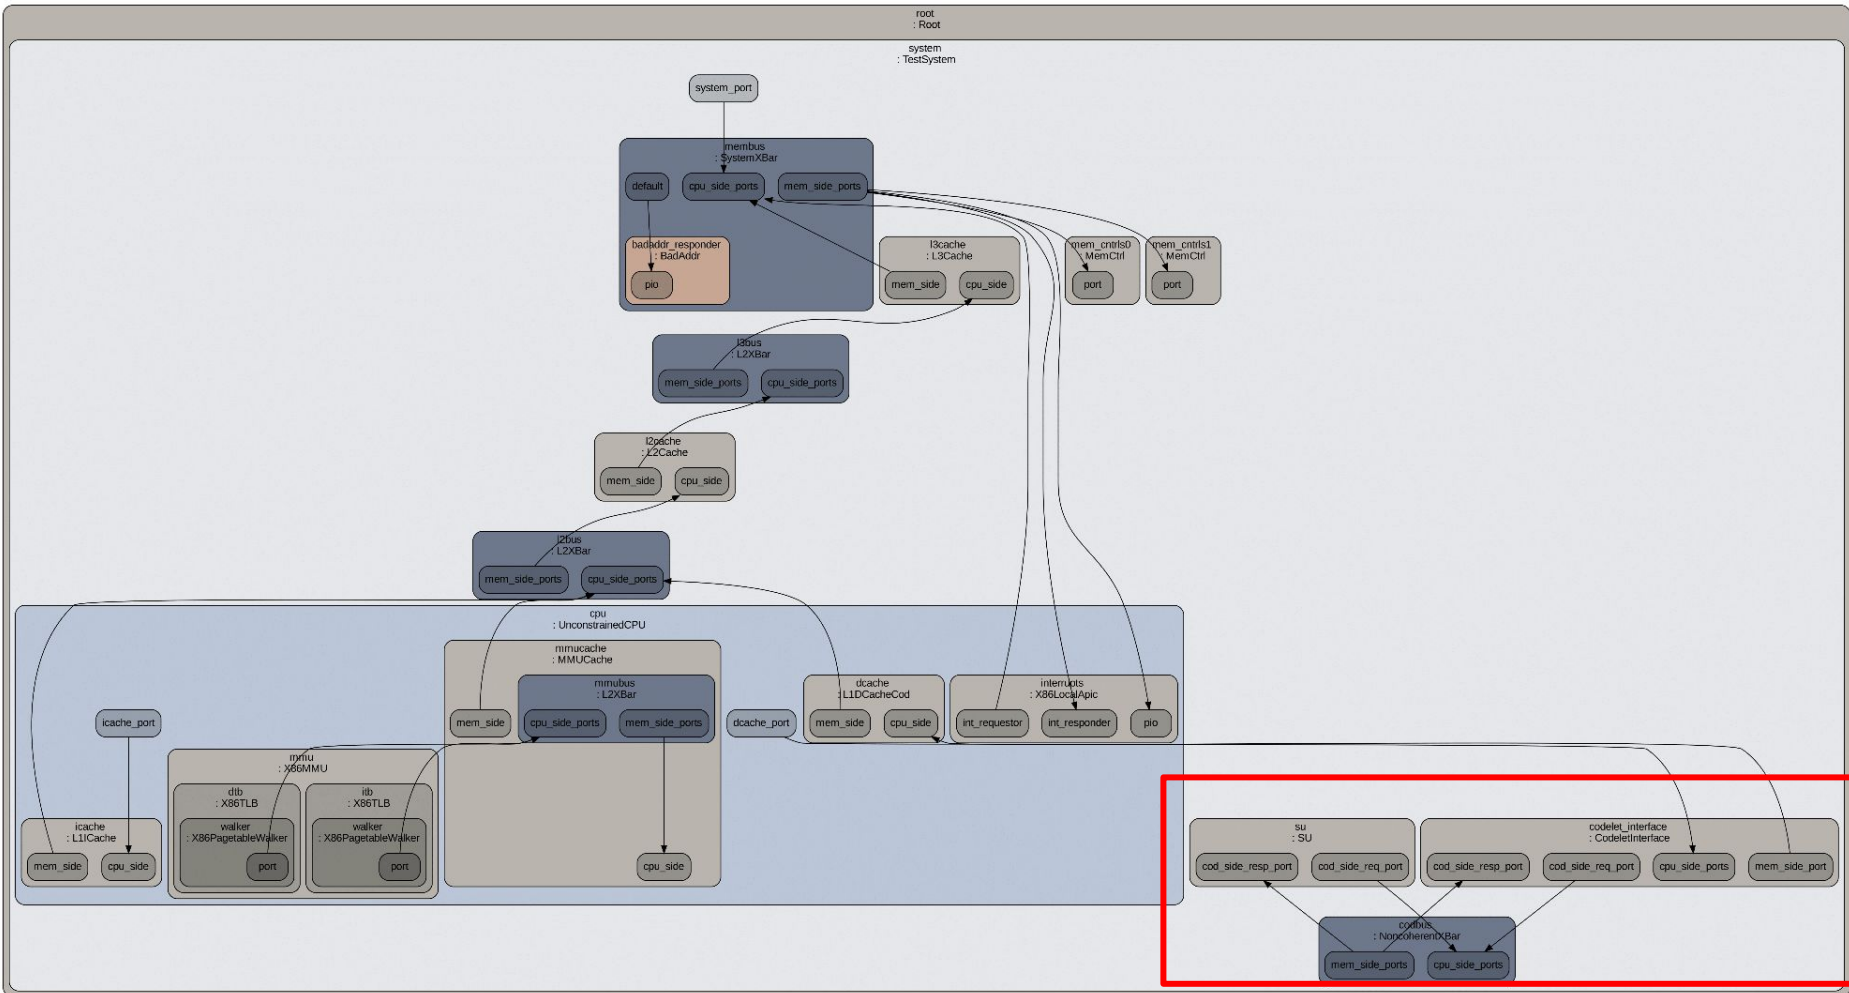 root
: Root
system
: TestSystem
system_port
membus
: SystemXBar
default
cpu_side_ports
mem_side_ports
badaddr_responder
: BadAddr
pio
l3cache
: L3Cache
mem_side
cpu_side
mem_cntrls0
: MemCtrl
port
mem_cntrls1
: MemCtrl
port
l3bus
: L2XBar
mem_side_ports
cpu_side_ports
l2cache
: L2Cache
mem_side
cpu_side
l2bus
: L2XBar
mem_side_ports
cpu_side_ports
cpu
: UnconstrainedCPU
mmucache
: MMUCache
mmubus
: L2XBar
mem_side
cpu_side_ports
mem_side_ports
cpu_side
dcache_port
dcache
: L1DCacheCod
mem_side
cpu_side
interrupts
: X86LocalApic
int_requestor
int_responder
pio
icache_port
mmu
: X86MMU
dtb
: X86TLB
walker
: X86PagetableWalker
port
itb
: X86TLB
walker
: X86PagetableWalker
port
icache
: L1ICache
mem_side
cpu_side
su
: SU
cod_side_resp_port
cod_side_req_port
codelet_interface
: CodeletInterface
cod_side_resp_port
cod_side_req_port
cpu_side_ports
mem_side_port
codbus
: NoncoherentXBar
mem_side_ports
cpu_side_ports